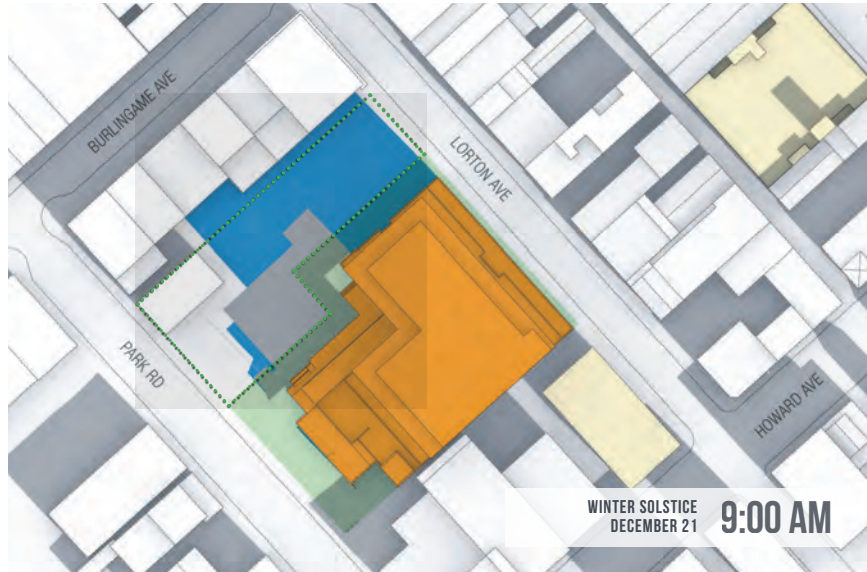 BURLINGAME AVE
LORTON AVE
PARK RD
HOWARD AVE
WINTER SOLSTICE
DECEMBER 21
9:00 AM